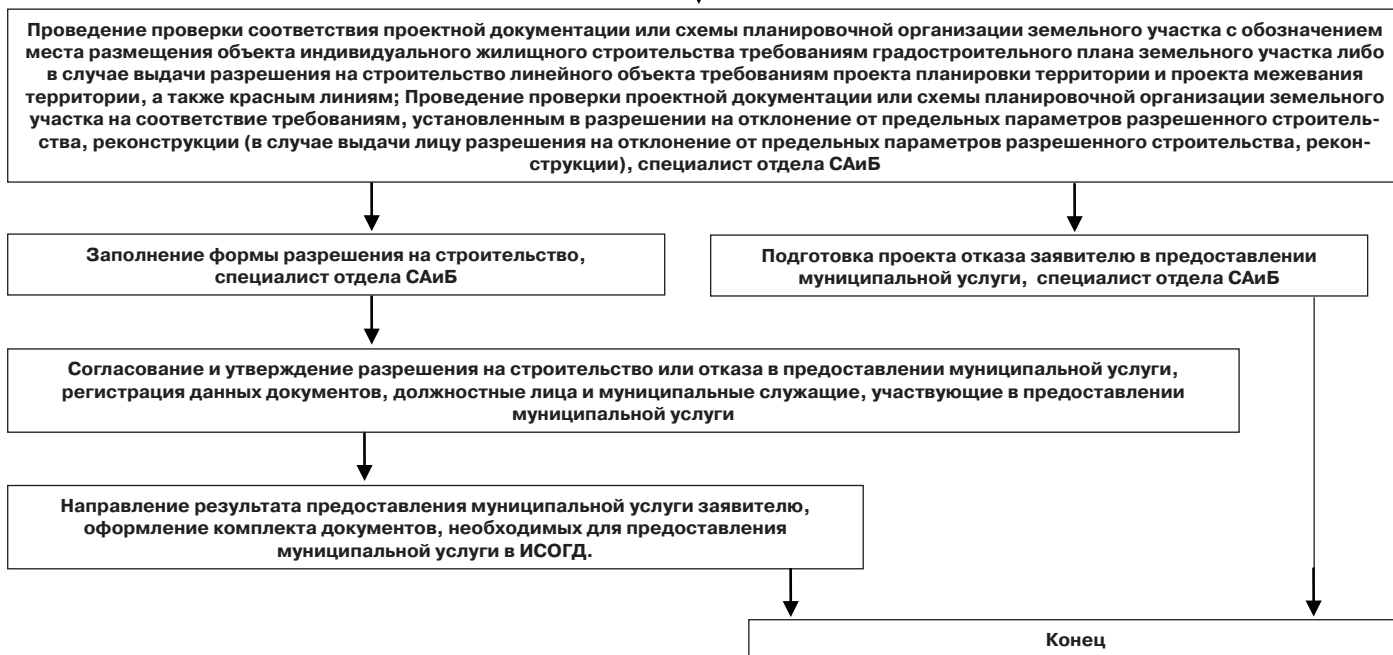 Проведение проверки соответствия проектной документации или схемы планировочной организации земельного участка с обозначением
места размещения объекта индивидуального жилищного строительства требованиям градостроительного плана земельного участка либо
в случае выдачи разрешения на строительство линейного объекта требованиям проекта планировки территории и проекта межевания
территории, а также красным линиям; Проведение проверки проектной документации или схемы планировочной организации земельного
участка на соответствие требованиям, установленным в разрешении на отклонение от предельных параметров разрешенного строитель-
ства, реконструкции (в случае выдачи лицу разрешения на отклонение от предельных параметров разрешенного строительства, рекон-
струкции), специалист отдела САиБ
Заполнение формы разрешения на строительство,
специалист отдела САиБ
Подготовка проекта отказа заявителю в предоставлении
муниципальной услуги, специалист отдела САиБ
Согласование и утверждение разрешения на строительство или отказа в предоставлении муниципальной услуги,
регистрация данных документов, должностные лица и муниципальные служащие, участвующие в предоставлении
муниципальной услуги
Направление результата предоставления муниципальной услуги заявителю,
оформление комплекта документов, необходимых для предоставления
муниципальной услуги в ИСОГД.
Конец